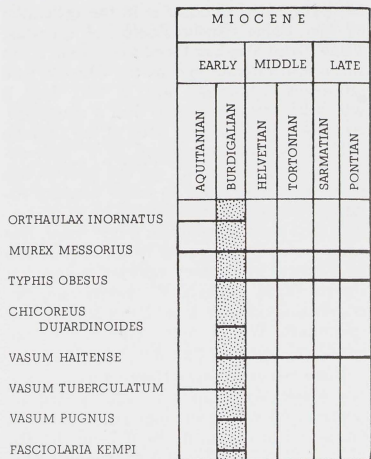 MIOCENE
EARLY MIDDLE LATE
AQUITANIAN
BURDIGALIAN
HELVETIAN
TORTONIAN
SARMATIAN
PONTIAN
ORTHAULAX INORNATUS
MUREX MESSORIUS
TYPHIS OBESUS
CHICOREUS
DUJARDINOIDES
VASUM HAITENSE
VASUM TUBERCULATUM
VASUM PUGNUS
FASCIOLARIA KEMPI